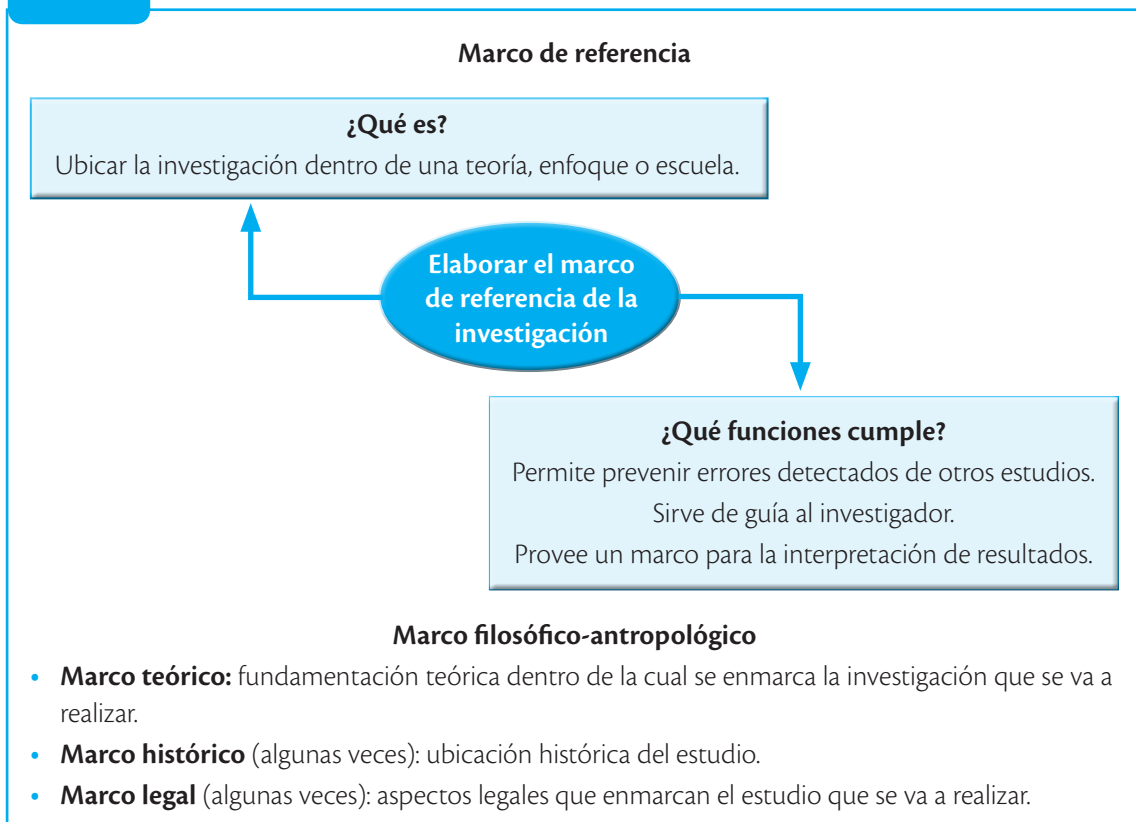 Marco de referencia
¿Qué es?
Ubicar la investigación dentro de una teoría, enfoque o escuela.
Elaborar el marco
de referencia de la
investigación
¿Qué funciones cumple?
Permite prevenir errores detectados de otros estudios.
Sirve de guía al investigador.
Provee un marco para la interpretación de resultados.
Marco filosófico-antropológico
• Marco teórico: fundamentación teórica dentro de la cual se enmarca la investigación que se va a
realizar.
• Marco histórico (algunas veces): ubicación histórica del estudio.
• Marco legal (algunas veces): aspectos legales que enmarcan el estudio que se va a realizar.